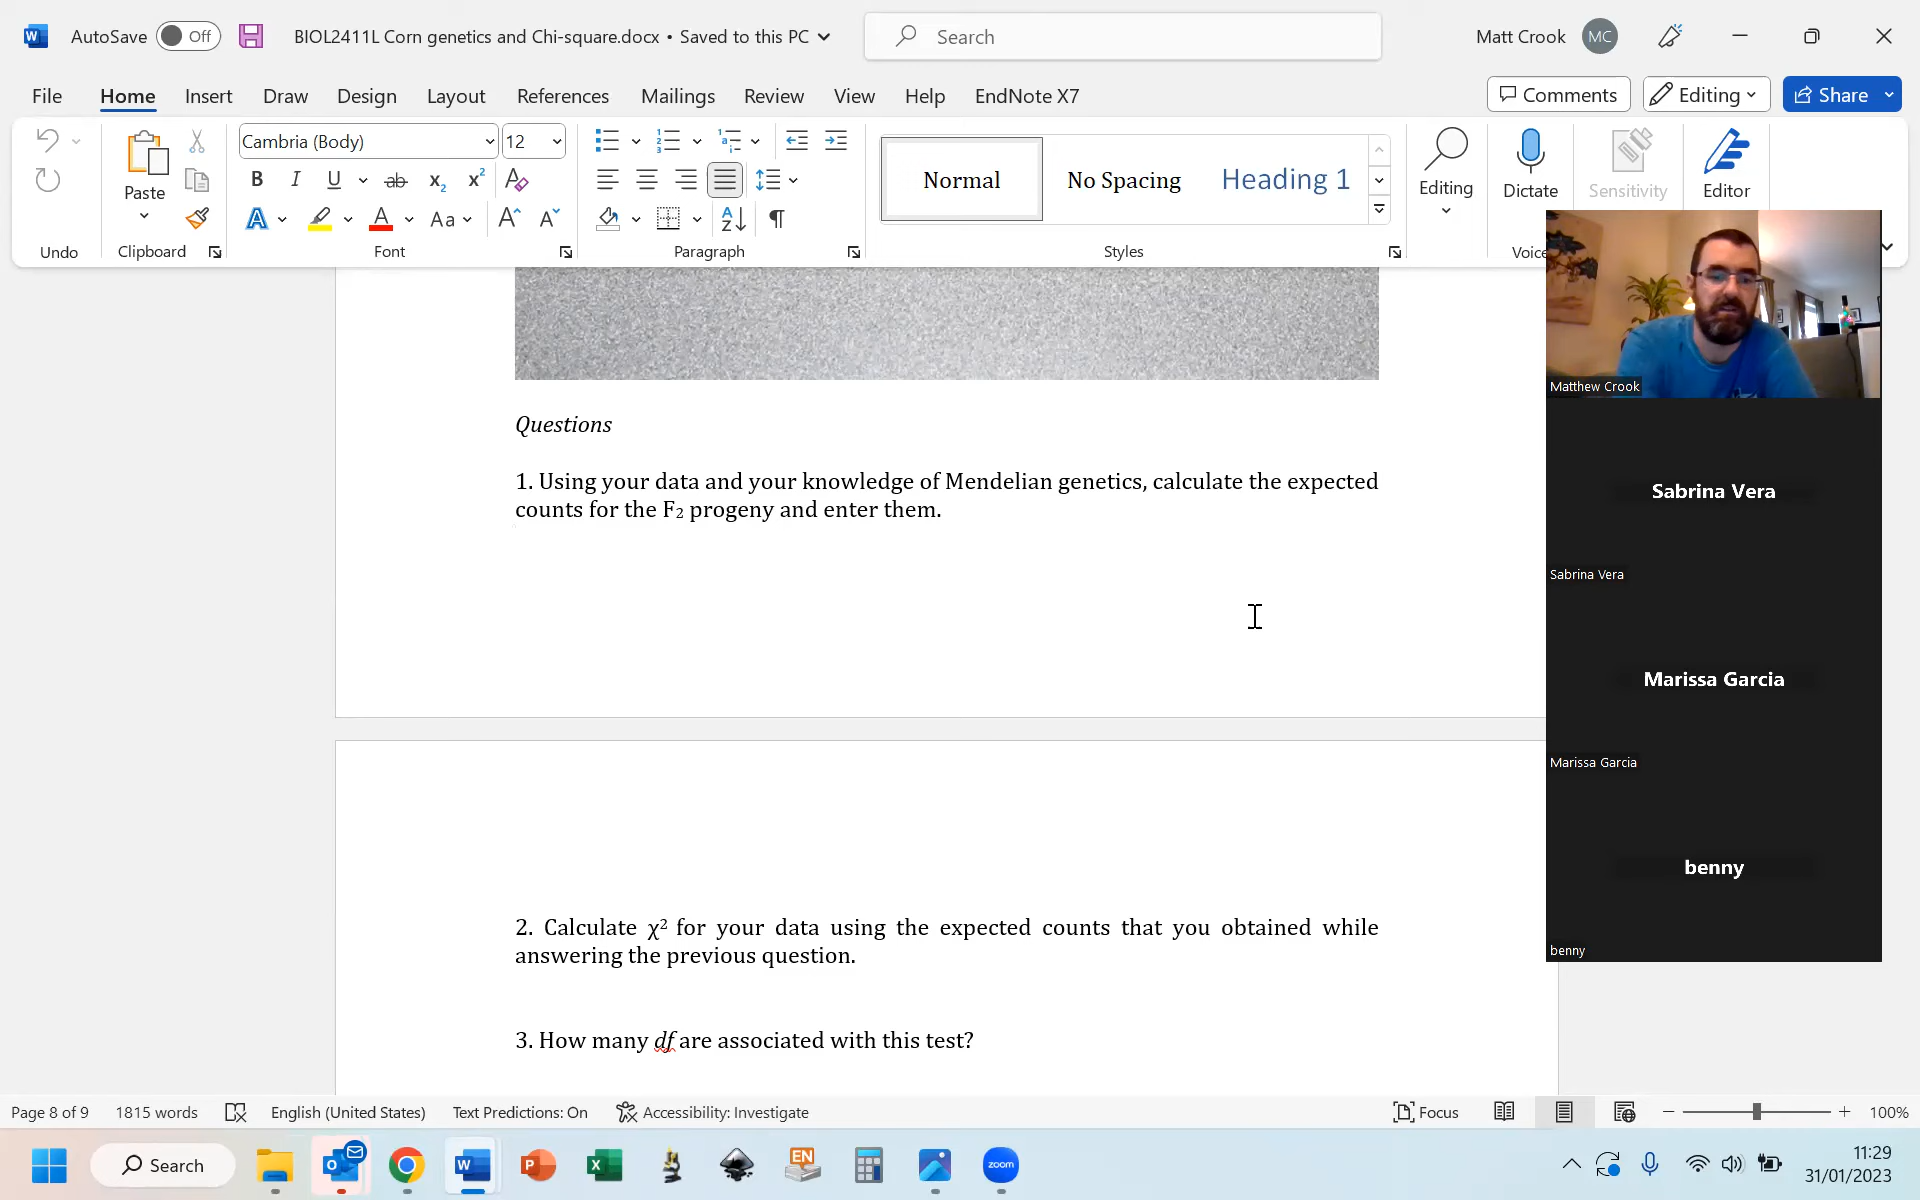 AutoSave Off BIOL2411L Corn genetics and Chi-square.docx • Saved to this PC Search Matt Crook MC
File Home Insert Draw Design Layout References Mailings Review View Help EndNote X7 Comments Editing Share
Cambria (Body) 12
Paste
Normal No Spacing Heading 1
Editing Dictate Sensitivity Editor
Undo Clipboard Font Paragraph Styles Voice
Matthew Crook
Questions
1. Using your data and your knowledge of Mendelian genetics, calculate the expected
counts for the F₂ progeny and enter them.
Sabrina Vera
Sabrina Vera
Marissa Garcia
Marissa Garcia
benny
benny
2. Calculate χ² for your data using the expected counts that you obtained while
answering the previous question.
3. How many df are associated with this test?
Page 8 of 9 1815 words English (United States) Text Predictions: On Accessibility: Investigate Focus 100%
Search EN zoom 11:29
31/01/2023